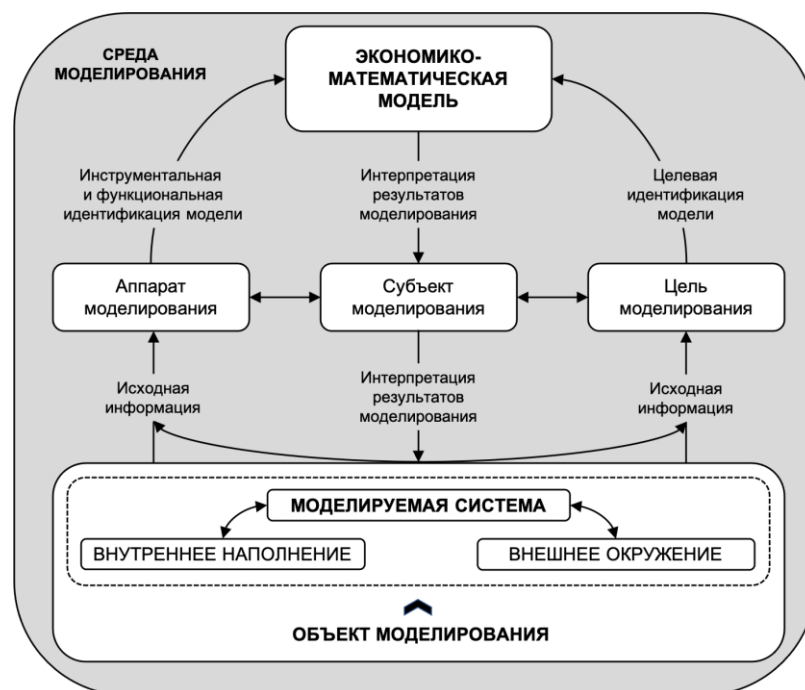 СРЕДА
МОДЕЛИРОВАНИЯ
ЭКОНОМИКО-
МАТЕМАТИЧЕСКАЯ
МОДЕЛЬ
Инструментальная
и функциональная
идентификация модели
Интерпретация
результатов
моделирования
Целевая
идентификация
модели
Аппарат
моделирования
Субъект
моделирования
Цель
моделирования
Исходная
информация
Интерпретация
результатов
моделирования
Исходная
информация
МОДЕЛИРУЕМАЯ СИСТЕМА
ВНУТРЕННЕЕ НАПОЛНЕНИЕ
ВНЕШНЕЕ ОКРУЖЕНИЕ
ОБЪЕКТ МОДЕЛИРОВАНИЯ